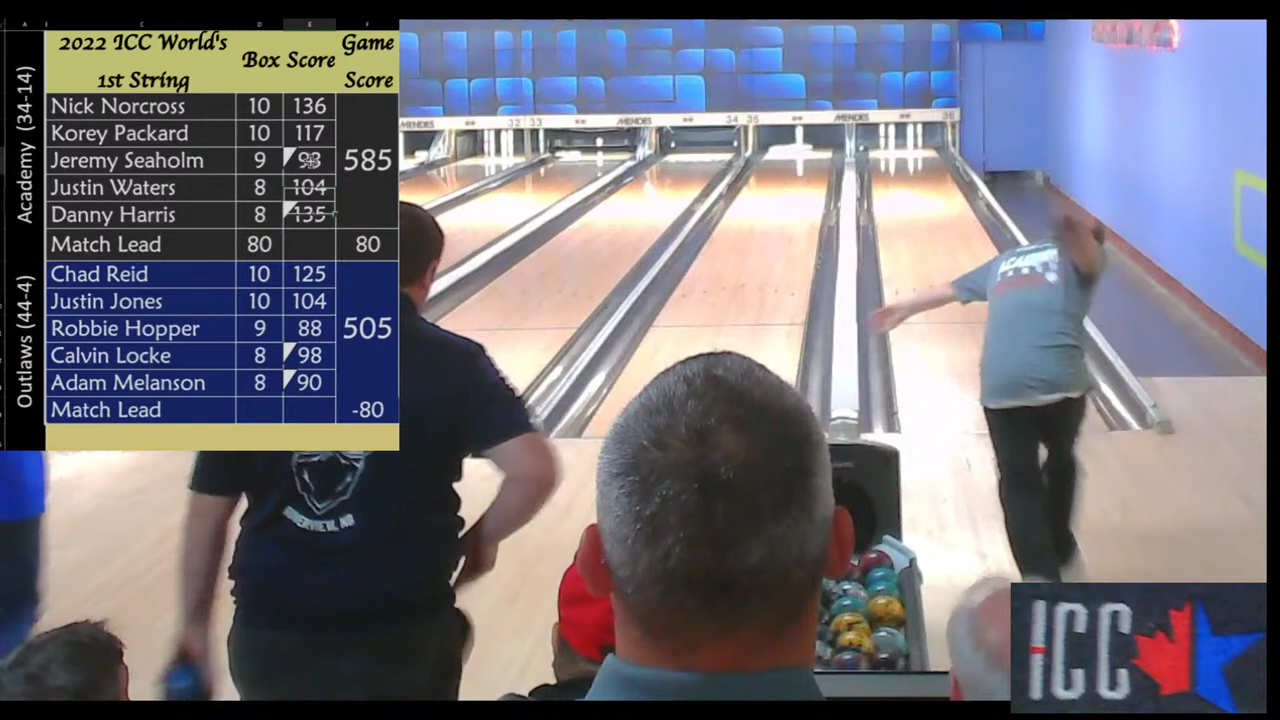 A C D E F
2022 ICC World's 1st String Box Score Game Score
Academy (34-14)
Nick Norcross 10 136
Korey Packard 10 117
Jeremy Seaholm 9 93 585
Justin Waters 8 104
Danny Harris 8 135
Match Lead 80 80
Outlaws (44-4)
Chad Reid 10 125
Justin Jones 10 104
Robbie Hopper 9 88 505
Calvin Locke 8 98
Adam Melanson 8 90
Match Lead -80
MENDES 32 33 MENDES 34 35 MENDES 36
ACADEMY
RIVERVIEW, NB
ICC